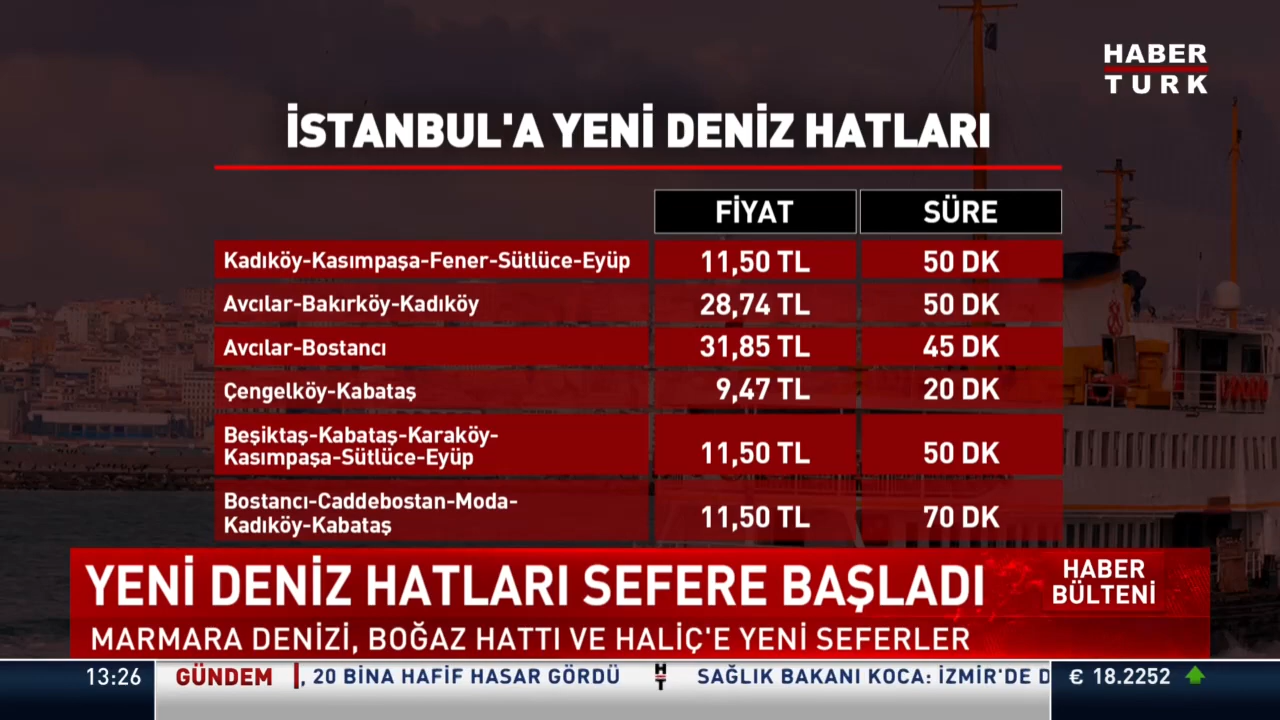 HABER
TURK
İSTANBUL'A YENİ DENİZ HATLARI
FİYAT SÜRE
Kadıköy-Kasımpaşa-Fener-Sütlüce-Eyüp 11,50 TL 50 DK
Avcılar-Bakırköy-Kadıköy 28,74 TL 50 DK
Avcılar-Bostancı 31,85 TL 45 DK
Çengelköy-Kabataş 9,47 TL 20 DK
Beşiktaş-Kabataş-Karaköy-
Kasımpaşa-Sütlüce-Eyüp 11,50 TL 50 DK
Bostancı-Caddebostan-Moda-
Kadıköy-Kabataş 11,50 TL 70 DK
YENİ DENİZ HATLARI SEFERE BAŞLADI
HABER
BÜLTENİ
MARMARA DENİZİ, BOĞAZ HATTI VE HALİÇ'E YENİ SEFERLER
13:26 GÜNDEM , 20 BİNA HAFİF HASAR GÖRDÜ HT SAĞLIK BAKANI KOCA: İZMİR'DE D € 18.2252